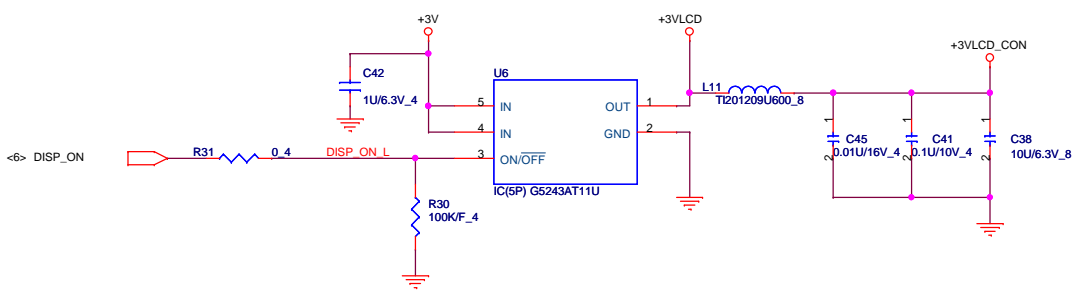 +3V
+3VLCD
+3VLCD_CON
C42
1U/6.3V_4
U6
L11
TI201209U600_8
5
IN
OUT
1
4
IN
GND
2
1
1
1
C45
0.01U/16V_4
C41
0.1U/10V_4
C38
10U/6.3V_8
2
2
2
<6> DISP_ON
R31
0_4
DISP_ON_L
3
ON/OFF
IC(5P) G5243AT11U
R30
100K/F_4